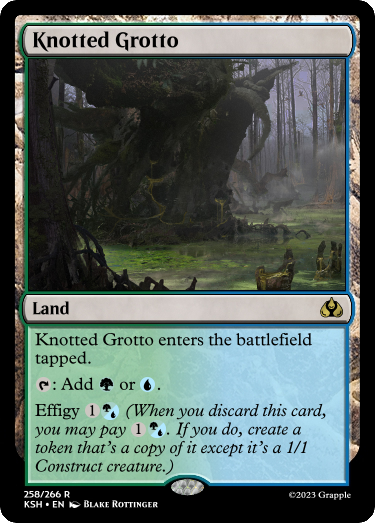 Knotted Grotto
Land
Knotted Grotto enters the battlefield
tapped.
: Add or .
Effigy 1 (When you discard this card,
you may pay 1 . If you do, create a
token that's a copy of it except it's a 1/1
Construct creature.)
258/266 R
KSH • EN Blake Rottinger
©2023 Grapple